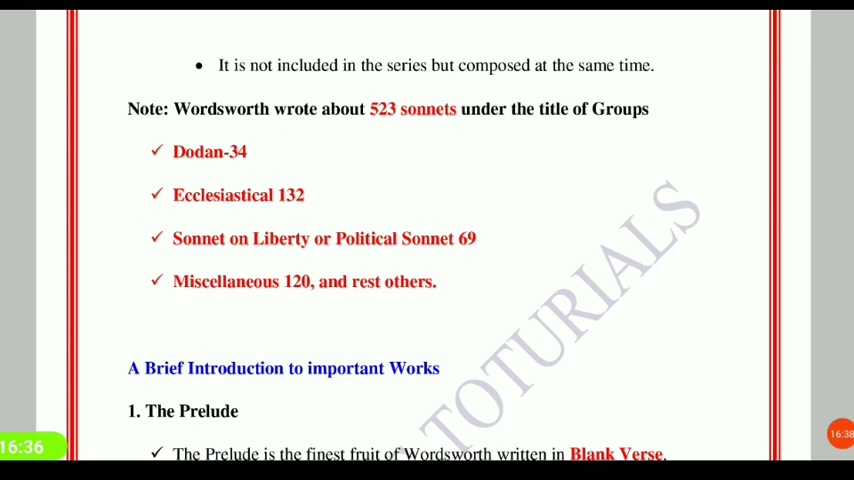 • It is not included in the series but composed at the same time.
Note: Wordsworth wrote about 523 sonnets under the title of Groups
✓ Dodan-34
✓ Ecclesiastical 132
✓ Sonnet on Liberty or Political Sonnet 69
✓ Miscellaneous 120, and rest others.
TOTURIALS
A Brief Introduction to important Works
1. The Prelude
16:36
16:38
✓ The Prelude is the finest fruit of Wordsworth written in Blank Verse.